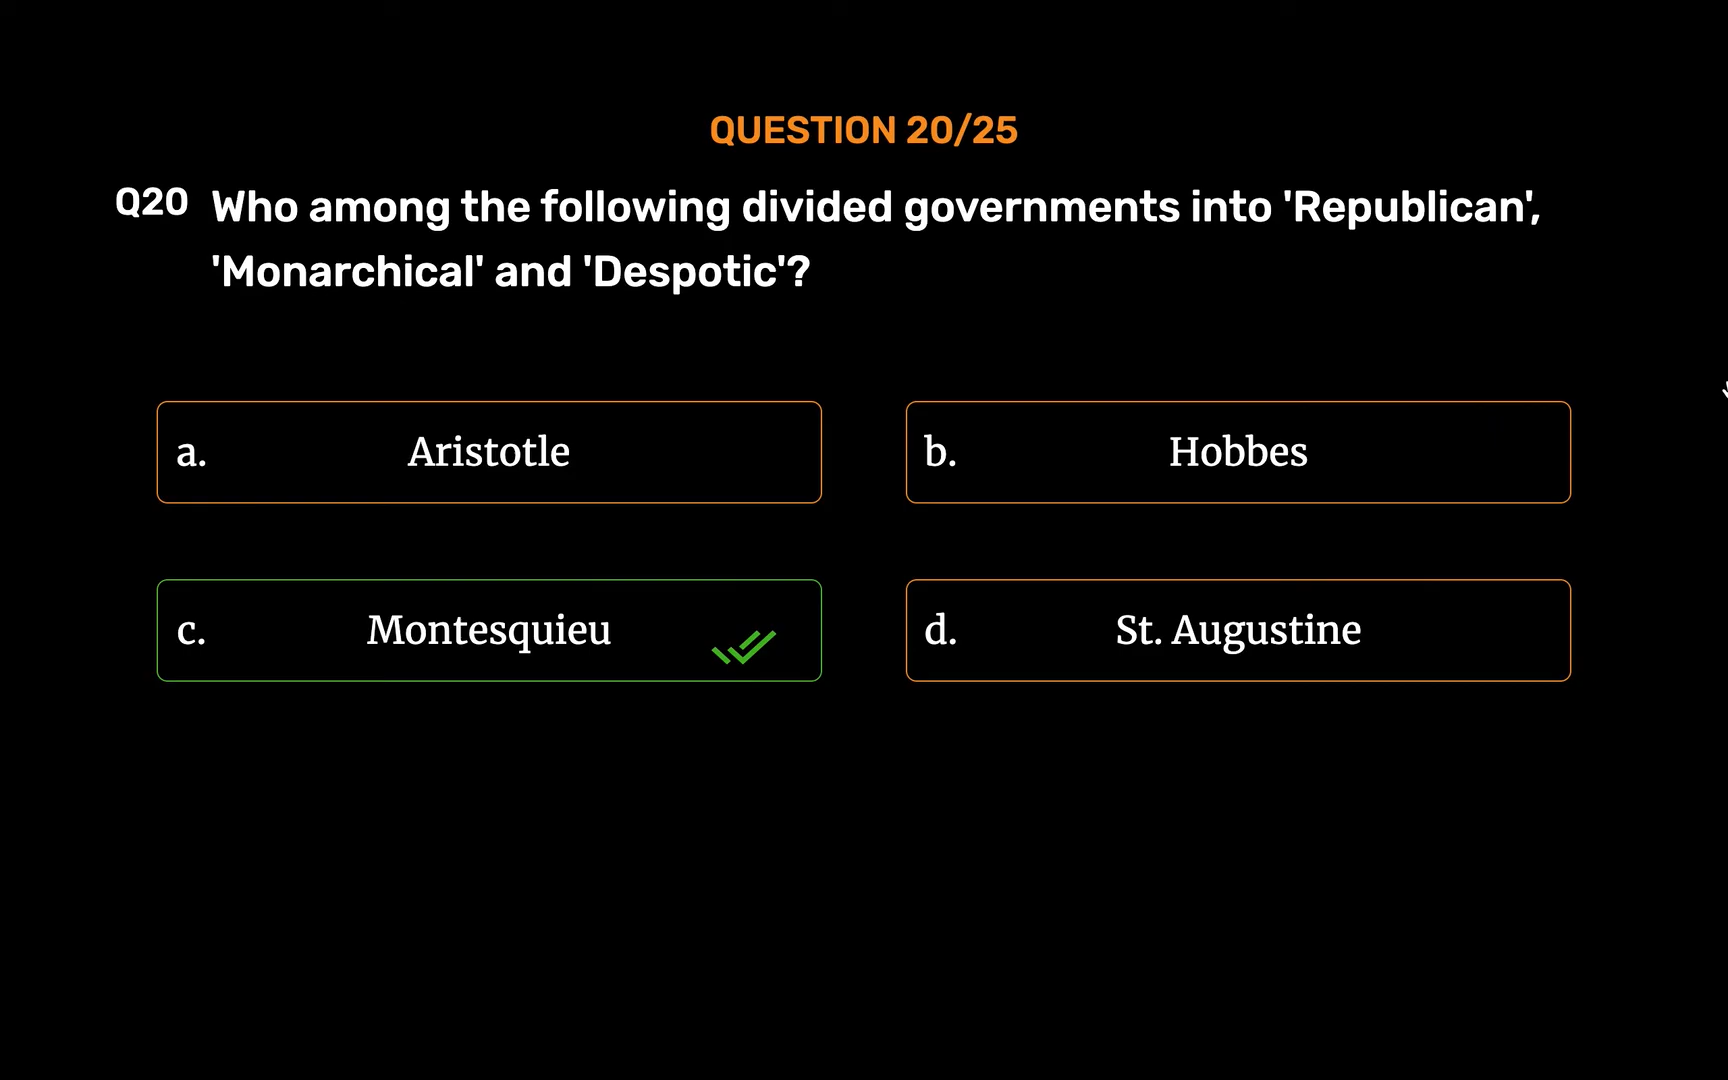 QUESTION 20/25
Q20 Who among the following divided governments into 'Republican',
'Monarchical' and 'Despotic'?
a. Aristotle
b. Hobbes
c. Montesquieu
d. St. Augustine